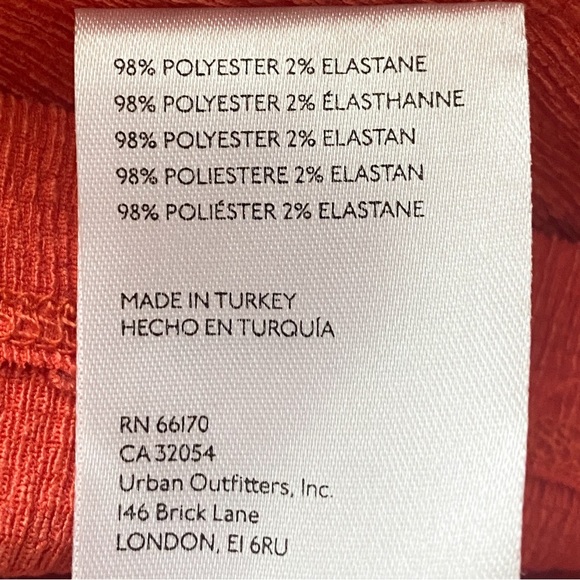 98% POLYESTER 2% ELASTANE
98% POLYESTER 2% ÉLASTHANNE
98% POLYESTER 2% ELASTAN
98% POLIESTERE 2% ELASTAN
98% POLIÉSTER 2% ELASTANE
MADE IN TURKEY
HECHO EN TURQUÍA
RN 66170
CA 32054
Urban Outfitters, Inc.
146 Brick Lane
LONDON, E1 6RU